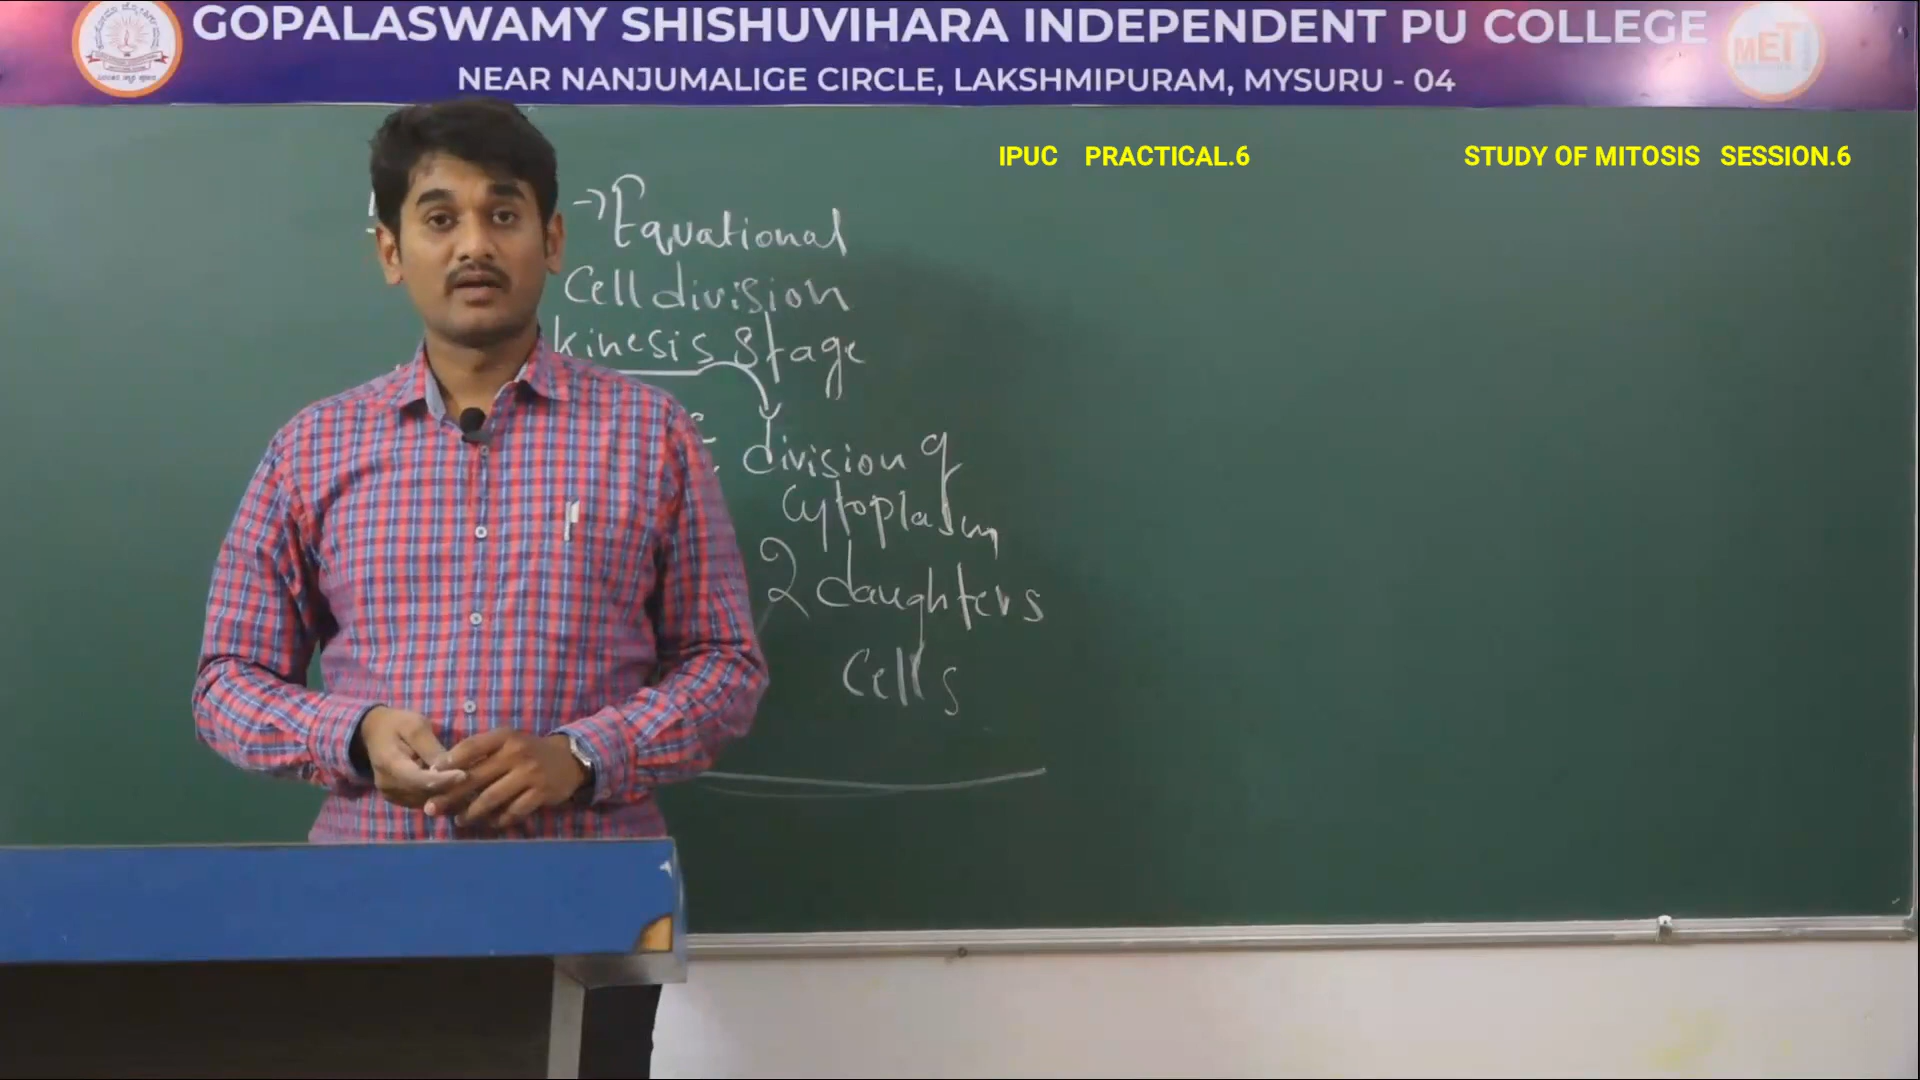 GOPALASWAMY SHISHUVIHARA INDEPENDENT PU COLLEGE
MET
NEAR NANJUMALIGE CIRCLE, LAKSHMIPURAM, MYSURU - 04
IPUC PRACTICAL.6 STUDY OF MITOSIS SESSION.6
→ Equational
Cell division
kinesis stage
division of
Cytoplasm
2 daughters
Cells